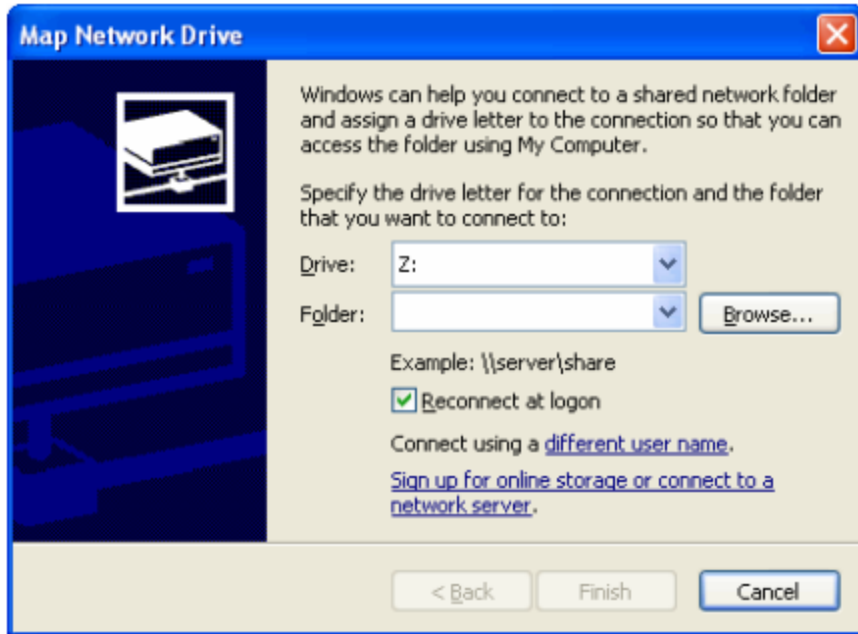 Map Network Drive
Windows can help you connect to a shared network folder
and assign a drive letter to the connection so that you can
access the folder using My Computer.
Specify the drive letter for the connection and the folder
that you want to connect to:
Drive: Z:
Folder: Browse...
Example: \\server\share
Reconnect at logon
Connect using a different user name.
Sign up for online storage or connect to a
network server.
< Back Finish Cancel